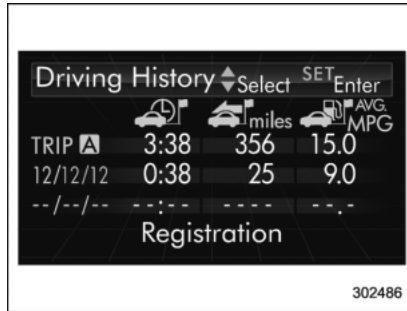 Driving History Select SET Enter
miles AVG. MPG
TRIP A 3:38 356 15.0
12/12/12 0:38 25 9.0
--/--/-- --:-- ---- --.-
Registration
302486